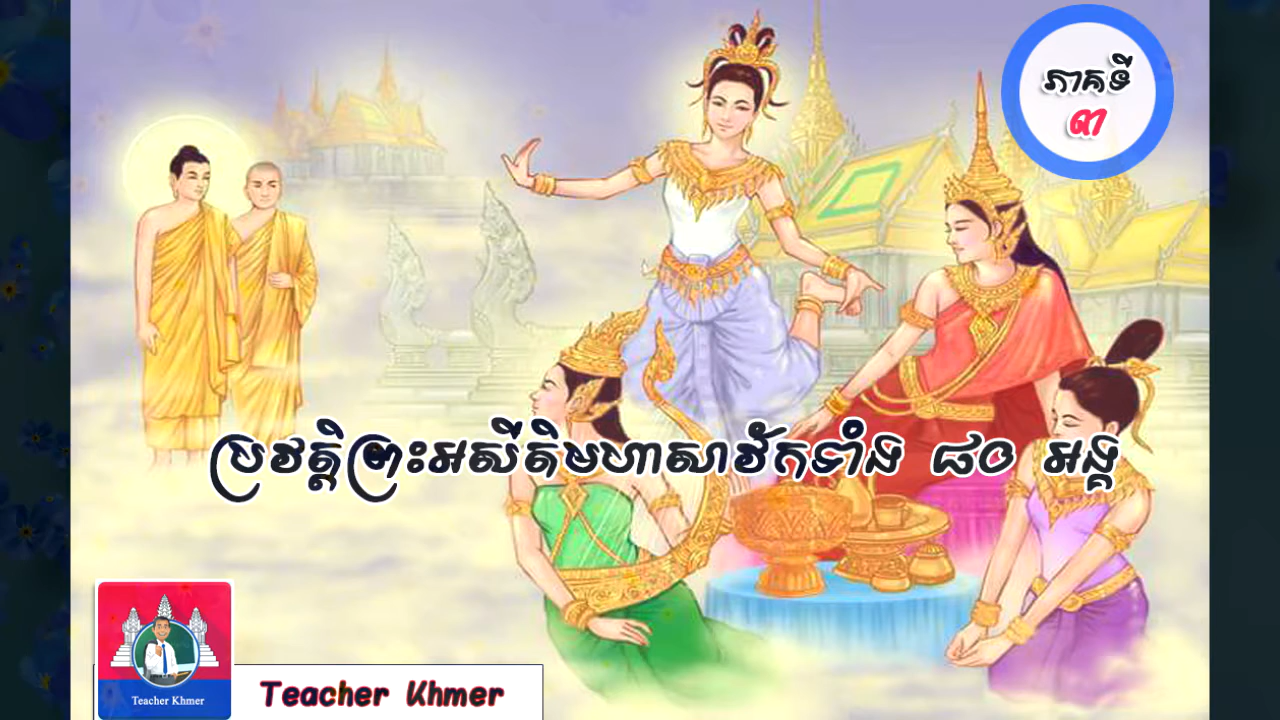 ភាគទី
៣
ប្រវត្តិព្រះអសីតិមហាសាវ័កទាំង ៨០ អង្គ
Teacher Khmer
Teacher Khmer